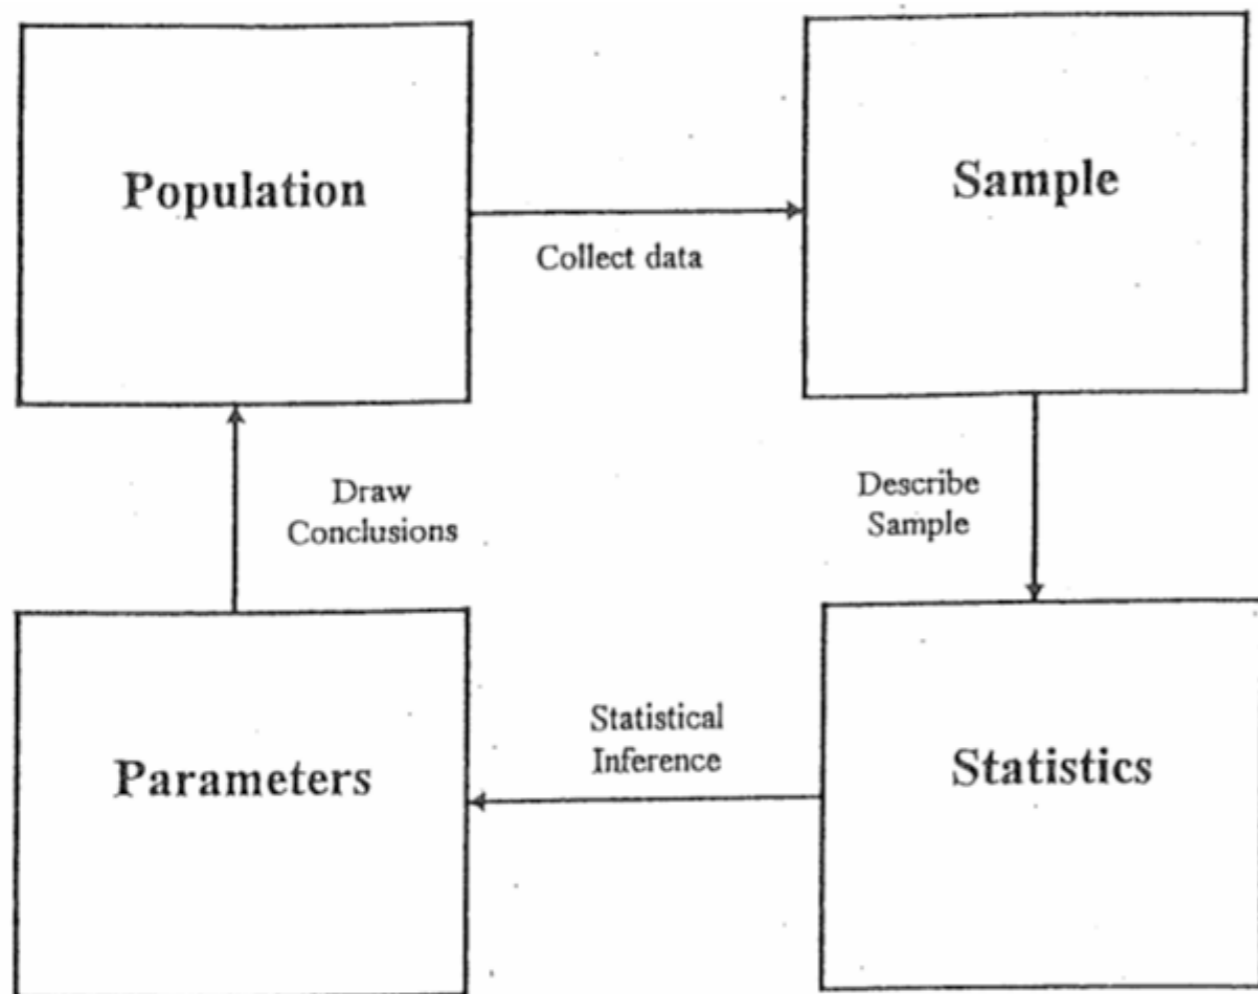 Population
Sample
Collect data
Draw
Conclusions
Describe
Sample
Statistical
Inference
Parameters
Statistics